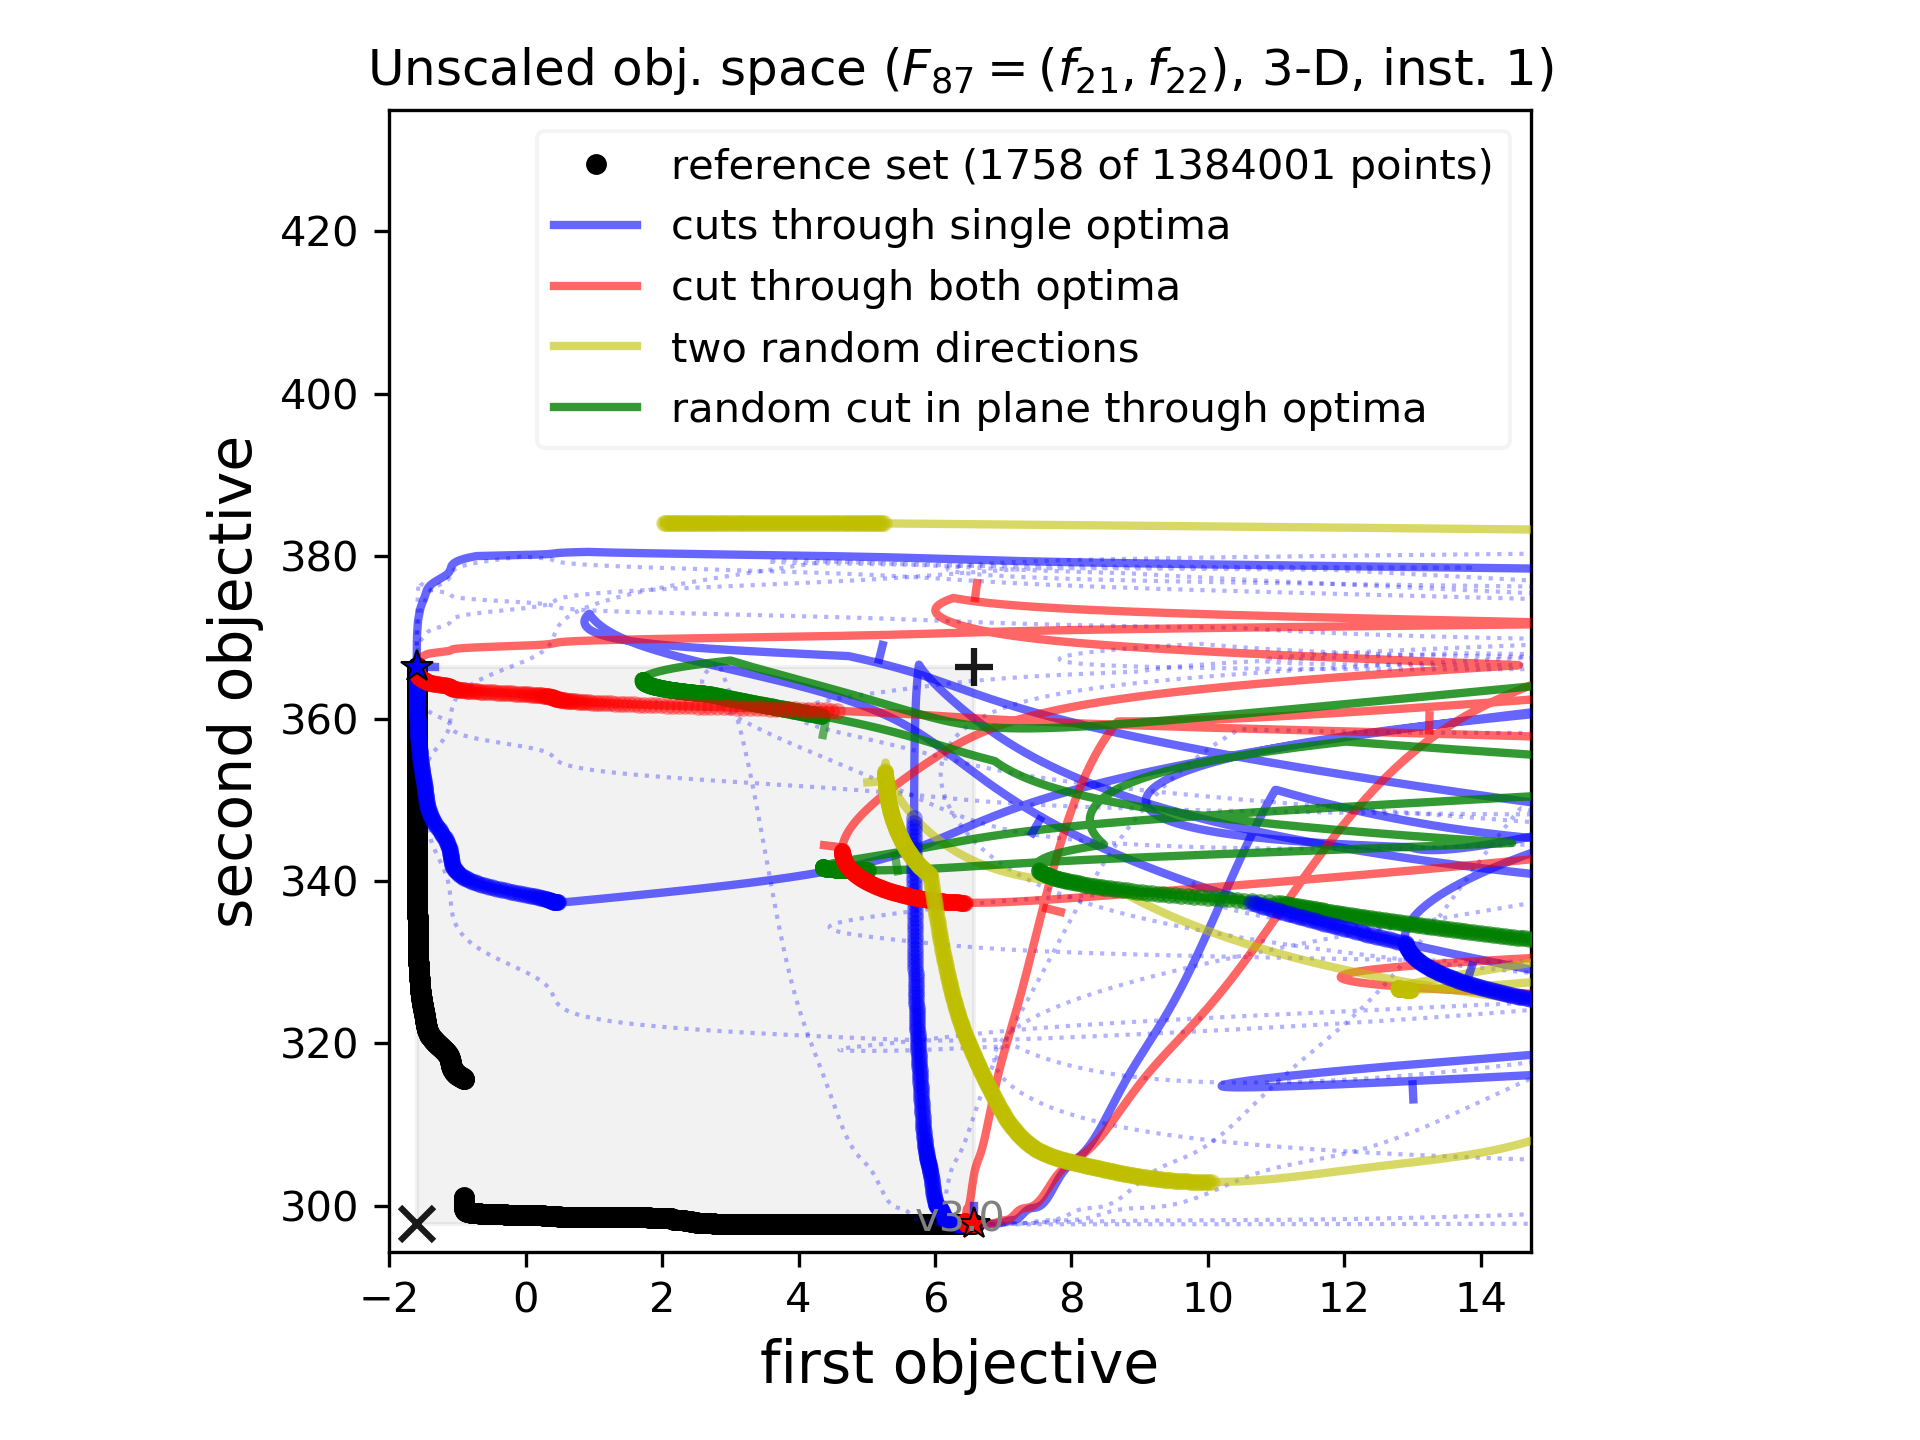 Unscaled obj. space (F87 = (f21, f22), 3-D, inst. 1)
reference set (1758 of 1384001 points)
cuts through single optima
cut through both optima
two random directions
random cut in plane through optima
second objective
420
400
380
360
340
320
300
v3.0
−2 0 2 4 6 8 10 12 14
first objective